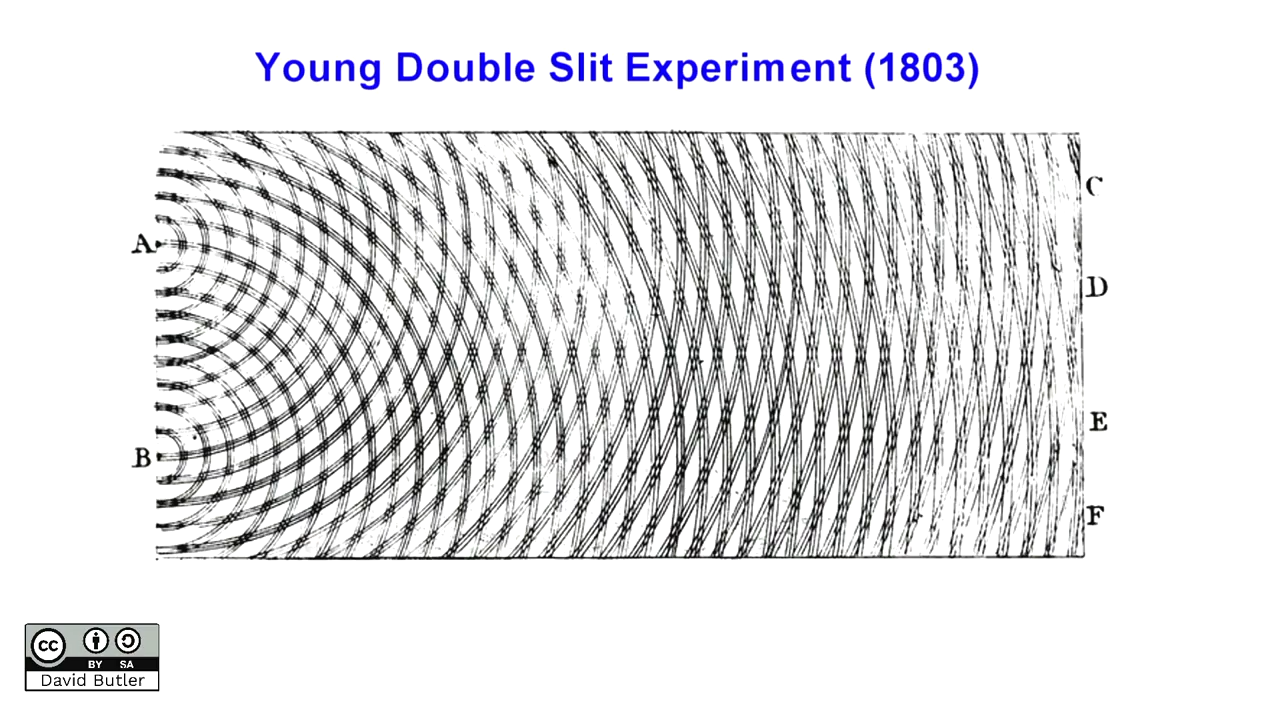 Young Double Slit Experiment (1803)
A
B
C
D
E
F
cc
BY SA
David Butler